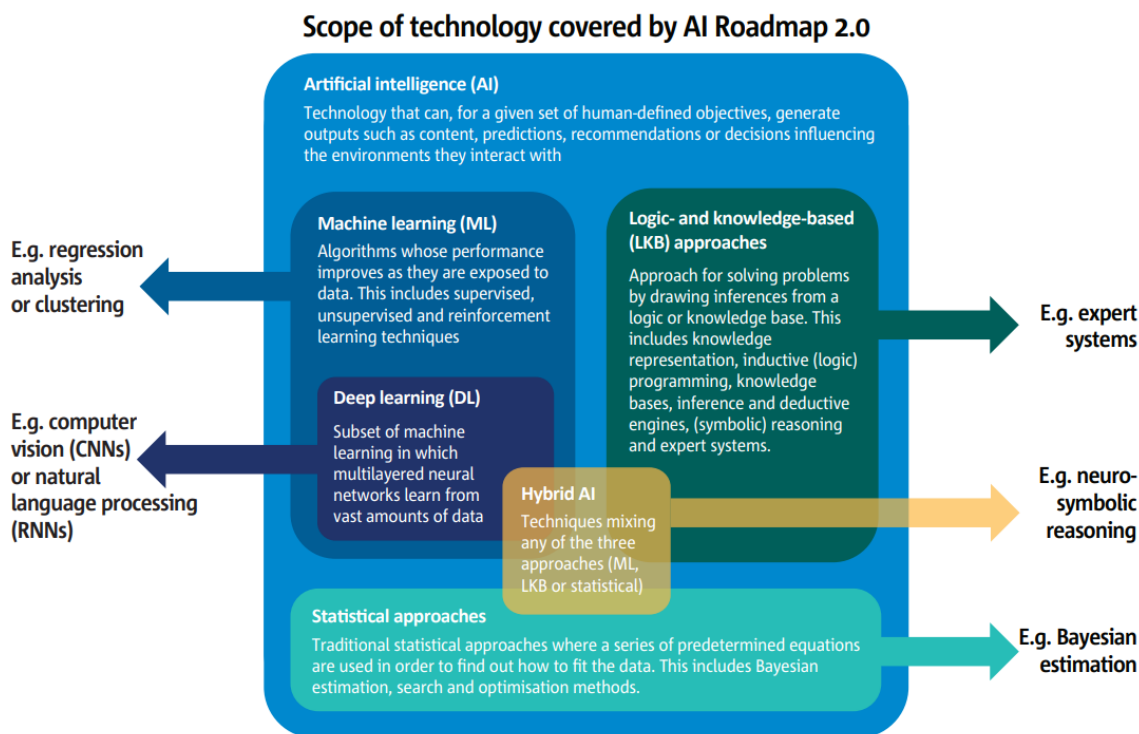 Scope of technology covered by AI Roadmap 2.0
Artificial intelligence (AI)
Technology that can, for a given set of human-defined objectives, generate
outputs such as content, predictions, recommendations or decisions influencing
the environments they interact with
Machine learning (ML)
Algorithms whose performance
improves as they are exposed to
data. This includes supervised,
unsupervised and reinforcement
learning techniques
E.g. regression
analysis
or clustering
Logic- and knowledge-based
(LKB) approaches
Approach for solving problems
by drawing inferences from a
logic or knowledge base. This
includes knowledge
representation, inductive (logic)
programming, knowledge
bases, inference and deductive
engines, (symbolic) reasoning
and expert systems.
E.g. expert
systems
Deep learning (DL)
Subset of machine
learning in which
multilayered neural
networks learn from
vast amounts of data
E.g. computer
vision (CNNs)
or natural
language processing
(RNNs)
Hybrid AI
Techniques mixing
any of the three
approaches (ML,
LKB or statistical)
E.g. neuro-
symbolic
reasoning
Statistical approaches
Traditional statistical approaches where a series of predetermined equations
are used in order to find out how to fit the data. This includes Bayesian
estimation, search and optimisation methods.
E.g. Bayesian
estimation